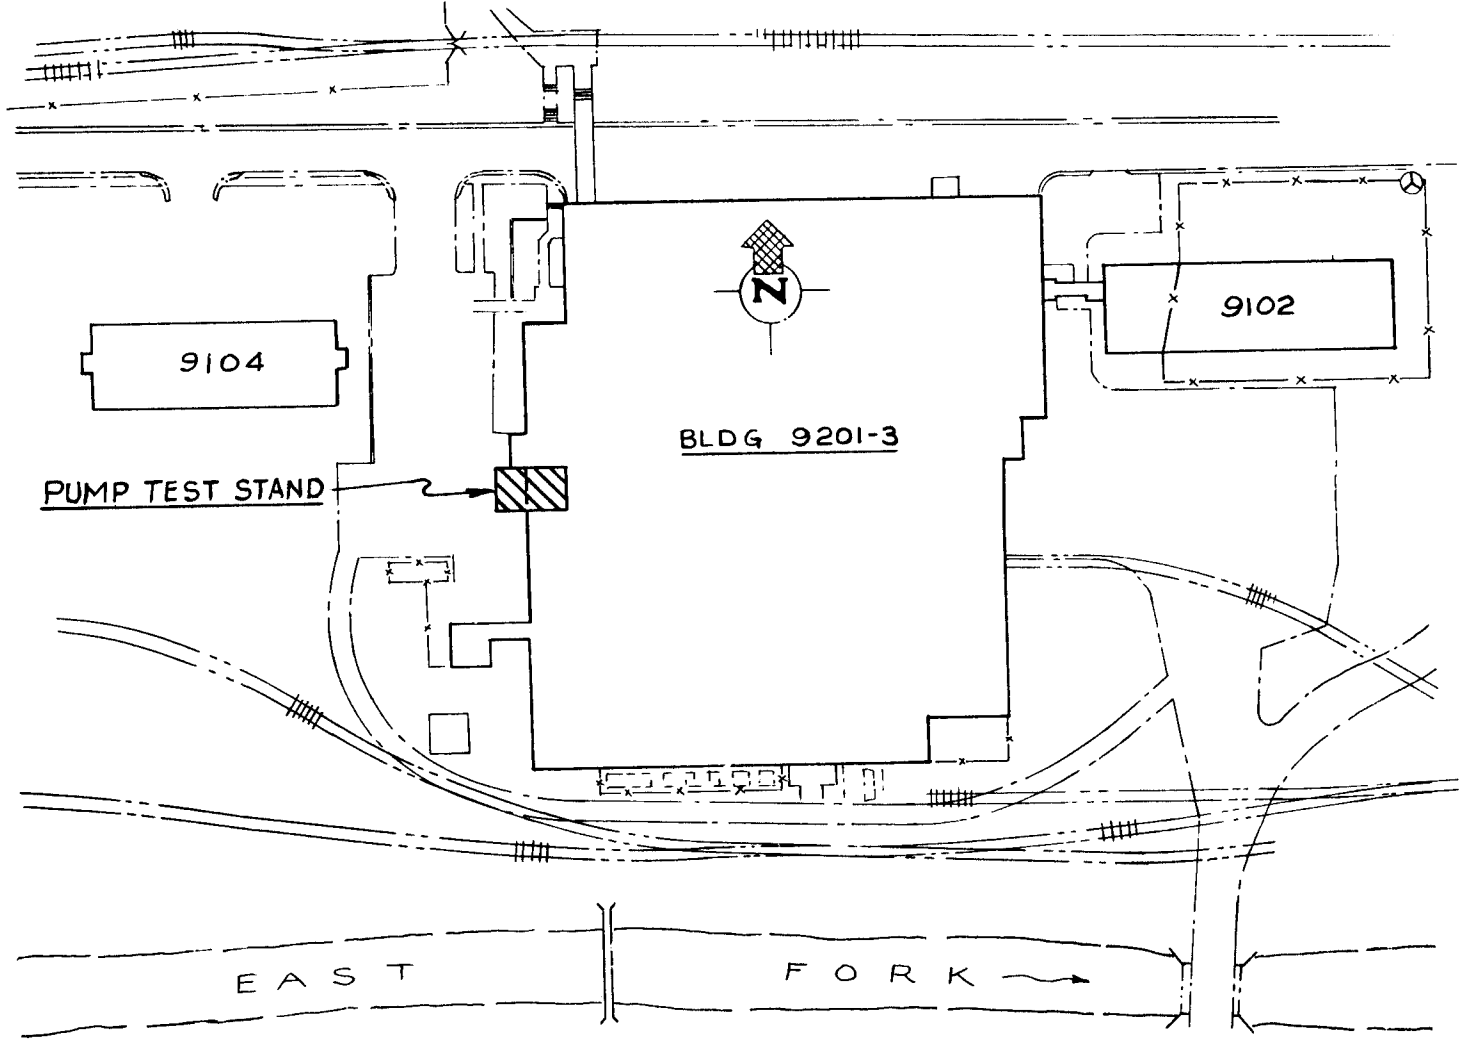 N
9102
9104
BLDG 9201-3
PUMP TEST STAND
EAST FORK